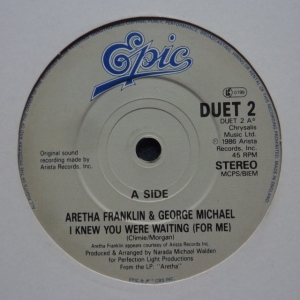 Epic
DUET 2
DUET 2 A°
Chrysalis
Music Ltd.
℗1986 Arista
Records, Inc.
45 RPM
STEREO
MCPS/BIEM
Original sound
recording made by
Arista Records, Inc.
A SIDE
ARETHA FRANKLIN & GEORGE MICHAEL
I KNEW YOU WERE WAITING (FOR ME)
(Climie/Morgan)
Aretha Franklin appears courtesy of Arista Records Inc.
Produced & Arranged by Narada Michael Walden
for Perfection Light Productions
From the LP: "Aretha"